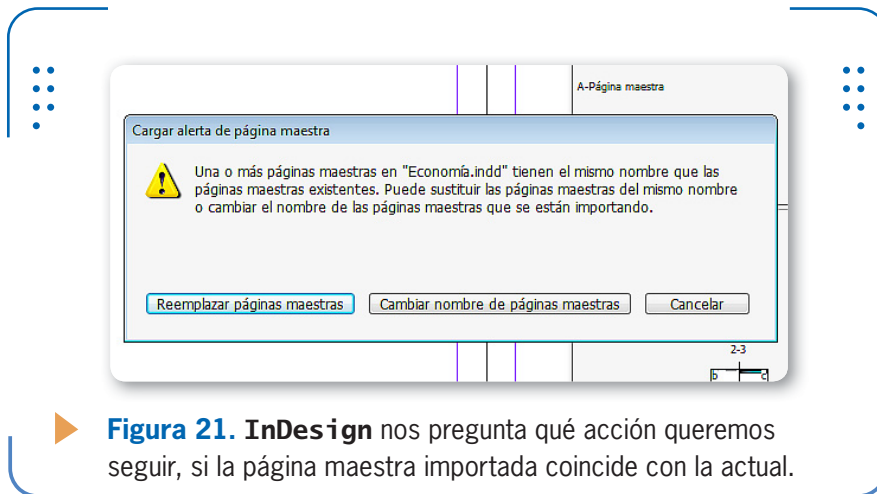 A-Página maestra
Cargar alerta de página maestra
Una o más páginas maestras en "Economía.indd" tienen el mismo nombre que las
páginas maestras existentes. Puede sustituir las páginas maestras del mismo nombre
o cambiar el nombre de las páginas maestras que se están importando.
Reemplazar páginas maestras Cambiar nombre de páginas maestras Cancelar
2-3
b c
Figura 21. InDesign nos pregunta qué acción queremos
seguir, si la página maestra importada coincide con la actual.